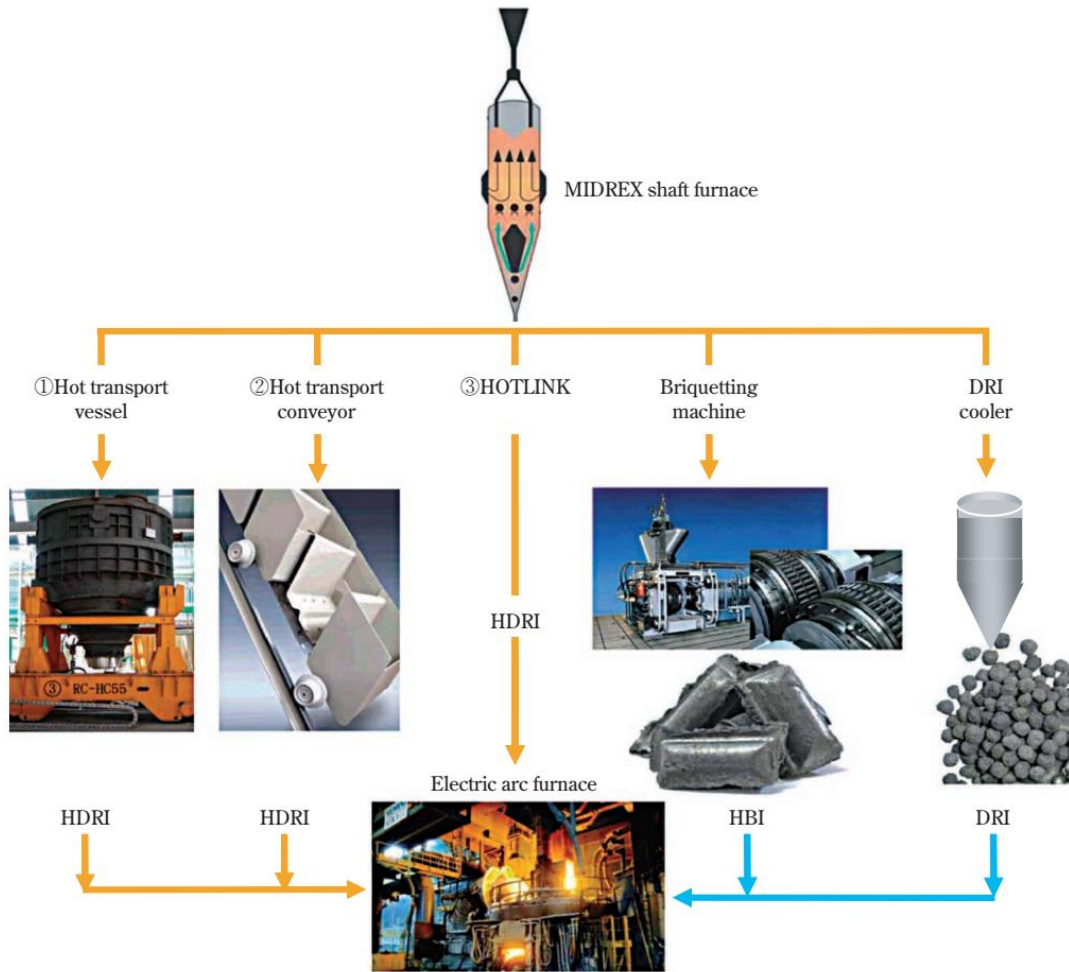 MIDREX shaft furnace
①Hot transport
vessel
②Hot transport
conveyor
③HOTLINK
Briquetting
machine
DRI
cooler
③ RC-HC55
HDRI
Electric arc furnace
HDRI
HDRI
HBI
DRI